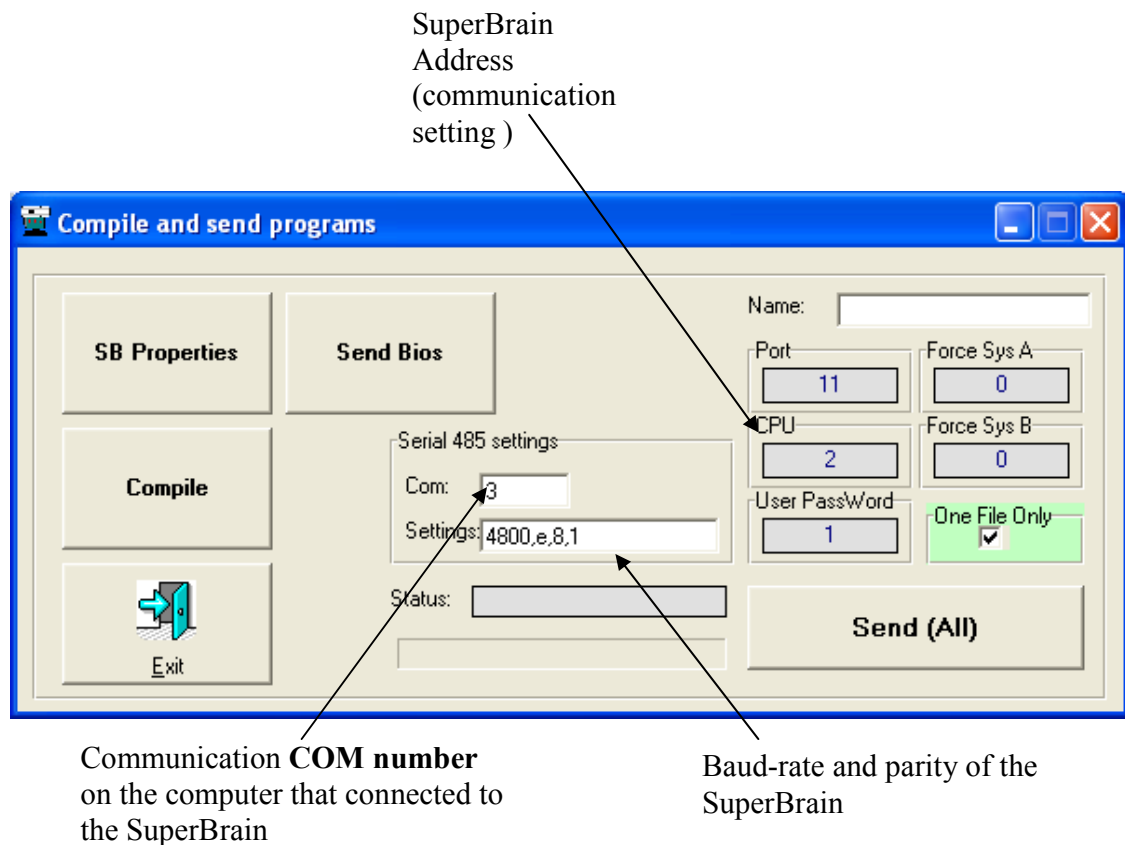 SuperBrain
Address
(communication
setting )
Compile and send programs
SB Properties
Send Bios
Name:
Port
Force Sys A
11
0
CPU
Force Sys B
2
0
Serial 485 settings
Com: 3
Settings: 4800,e,8,1
Compile
User PassWord
One File Only
1
Status:
Send (All)
Exit
Communication COM number
on the computer that connected to
the SuperBrain
Baud-rate and parity of the
SuperBrain